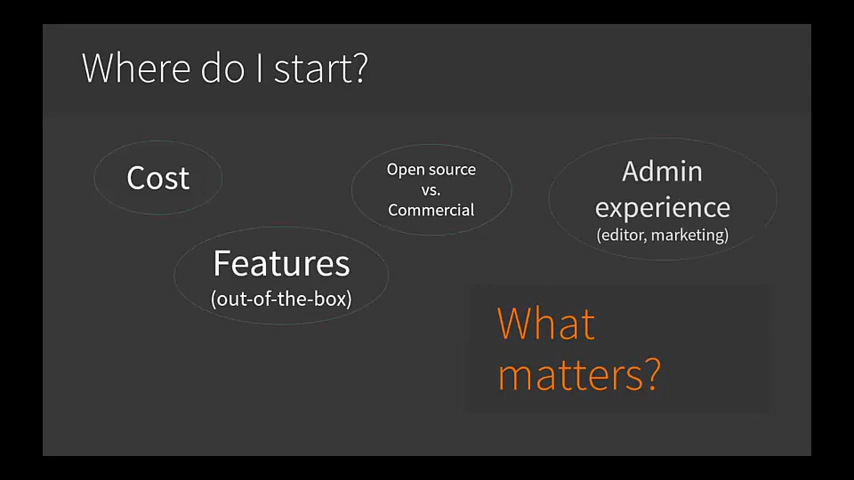 Where do I start?
Cost
Open source
vs.
Commercial
Admin
experience
(editor, marketing)
Features
(out-of-the-box)
What
matters?